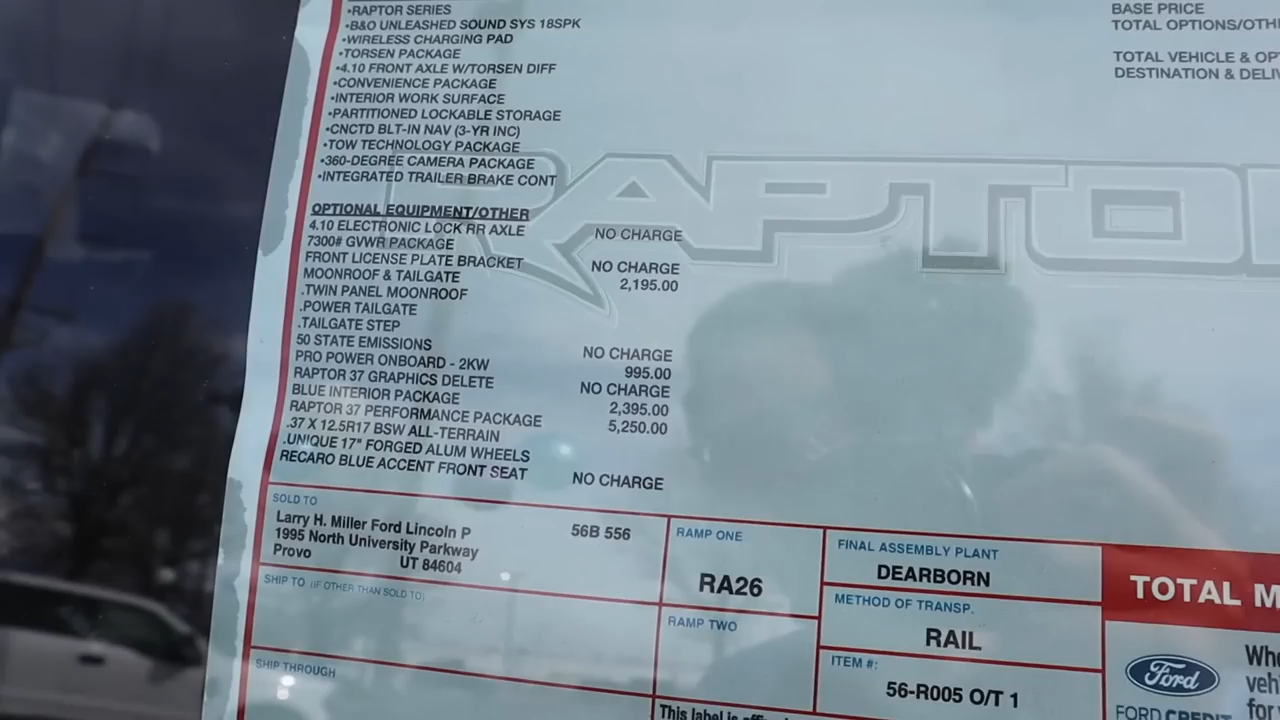 •RAPTOR SERIES
•B&O UNLEASHED SOUND SYS 18SPK
•WIRELESS CHARGING PAD
•TORSEN PACKAGE
•4.10 FRONT AXLE W/TORSEN DIFF
•CONVENIENCE PACKAGE
•INTERIOR WORK SURFACE
•PARTITIONED LOCKABLE STORAGE
•CNCTD BLT-IN NAV (3-YR INC)
•TOW TECHNOLOGY PACKAGE
•360-DEGREE CAMERA PACKAGE
•INTEGRATED TRAILER BRAKE CONT
BASE PRICE
TOTAL OPTIONS/OTH
TOTAL VEHICLE & OP
DESTINATION & DELIV
RAPTO
OPTIONAL EQUIPMENT/OTHER
4.10 ELECTRONIC LOCK RR AXLE NO CHARGE
7300# GVWR PACKAGE
FRONT LICENSE PLATE BRACKET NO CHARGE
MOONROOF & TAILGATE 2,195.00
.TWIN PANEL MOONROOF
.POWER TAILGATE
.TAILGATE STEP
50 STATE EMISSIONS NO CHARGE
PRO POWER ONBOARD - 2KW 995.00
RAPTOR 37 GRAPHICS DELETE NO CHARGE
BLUE INTERIOR PACKAGE 2,395.00
RAPTOR 37 PERFORMANCE PACKAGE 5,250.00
.37 X 12.5R17 BSW ALL-TERRAIN
.UNIQUE 17" FORGED ALUM WHEELS
RECARO BLUE ACCENT FRONT SEAT NO CHARGE
SOLD TO
Larry H. Miller Ford Lincoln P 56B 556
1995 North University Parkway
Provo UT 84604
SHIP TO (IF OTHER THAN SOLD TO)
SHIP THROUGH
RAMP ONE
RA26
RAMP TWO
FINAL ASSEMBLY PLANT
DEARBORN
METHOD OF TRANSP.
RAIL
ITEM #:
56-R005 O/T 1
TOTAL M
Ford
FORD CREDIT
Whe
vehi
for
This label is